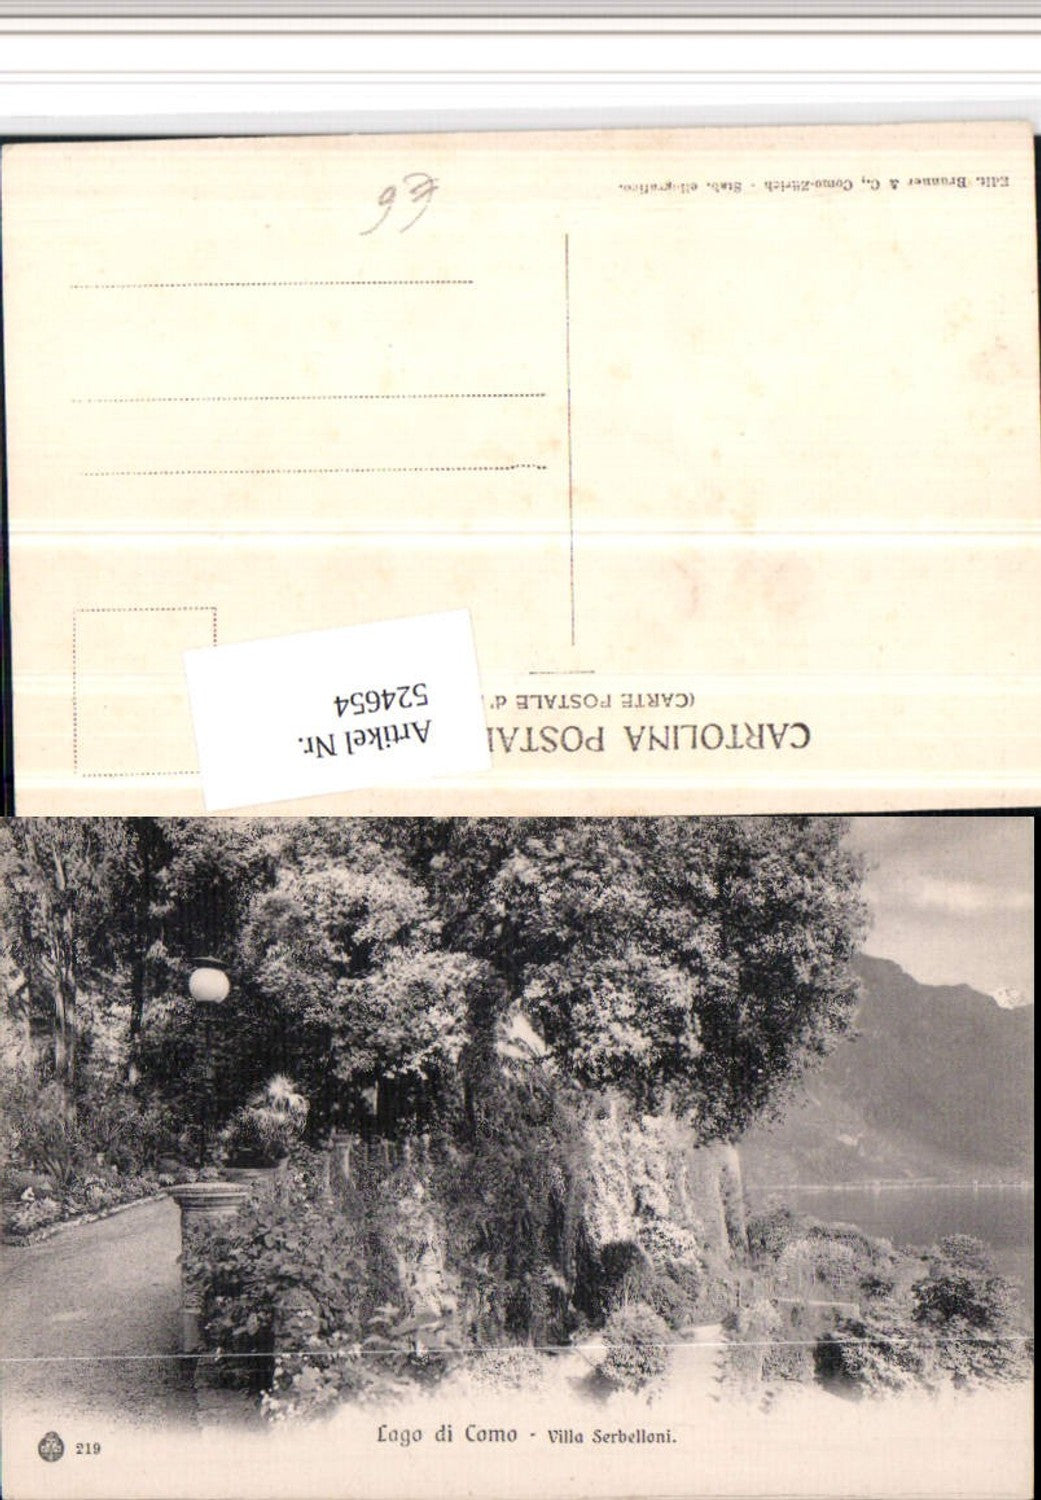 Edit. Brunner & C., Como-Zürich - Stab. eliografico.
CARTOLINA POSTAL
(CARTE POSTALE d'
Artikel Nr.
524654
219
Lago di Como - Villa Serbelloni.